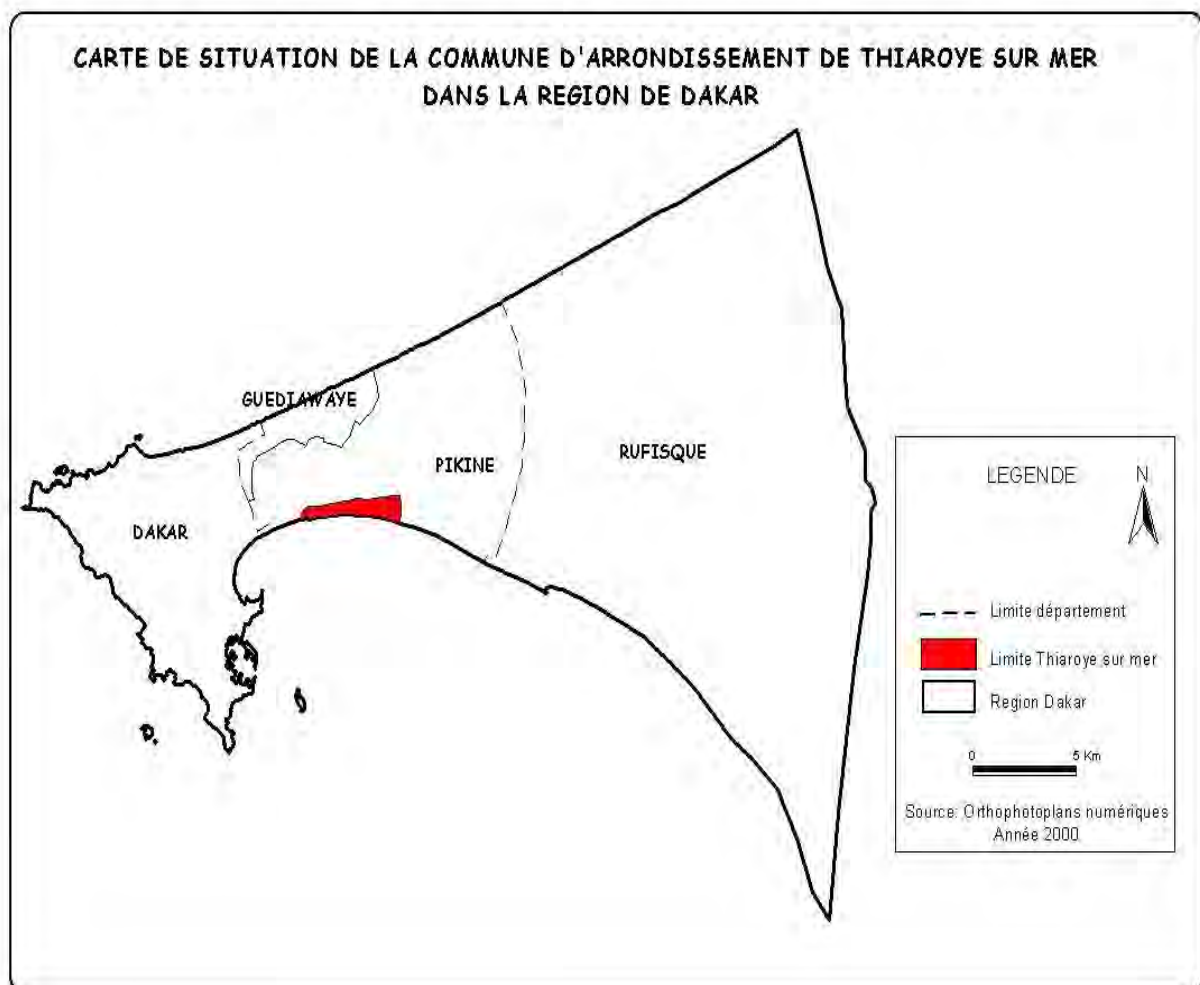 CARTE DE SITUATION DE LA COMMUNE D'ARRONDISSEMENT DE THIAROYE SUR MER
DANS LA REGION DE DAKAR
GUEDIAWAYE
PIKINE
RUFISQUE
DAKAR
LEGENDE
N
Limite département
Limite Thiaroye sur mer
Region Dakar
0 5 Km
Source: Orthophotoplans numériques
Année 2000